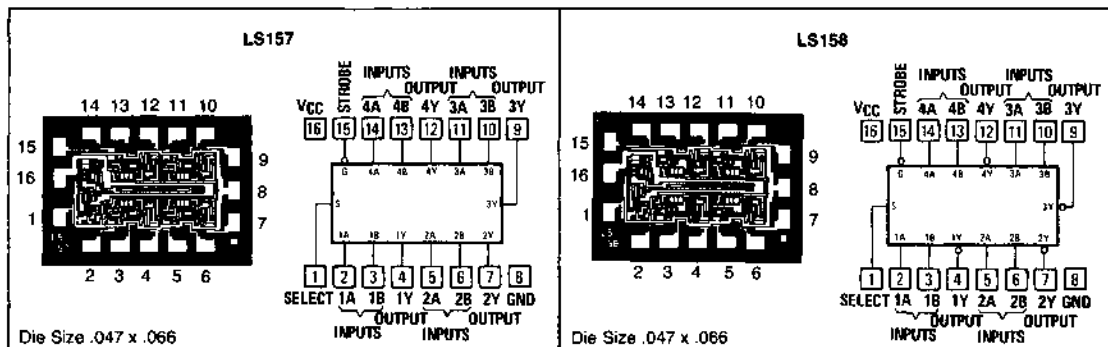 LS157
INPUTS INPUTS
STROBE OUTPUT OUTPUT
VCC 4A 4B 4Y 3A 3B 3Y
16 15 14 13 12 11 10 9
G 4A 4B 4Y 3A 3B
S 3Y
1A 1B 1Y 2A 2B 2Y
1 2 3 4 5 6 7 8
SELECT 1A 1B 1Y 2A 2B 2Y GND
OUTPUT OUTPUT
INPUTS INPUTS
14 13 12 11 10
15 9
16 8
1 7
2 3 4 5 6
Die Size .047 x .066
LS158
INPUTS INPUTS
STROBE OUTPUT OUTPUT
VCC 4A 4B 4Y 3A 3B 3Y
16 15 14 13 12 11 10 9
G 4A 4B 4Y 3A 3B
S 3Y
1A 1B 1Y 2A 2B 2Y
1 2 3 4 5 6 7 8
SELECT 1A 1B 1Y 2A 2B 2Y GND
OUTPUT OUTPUT
INPUTS INPUTS
14 13 12 11 10
15 9
16 8
1 7
2 3 4 5 6
Die Size .047 x .066